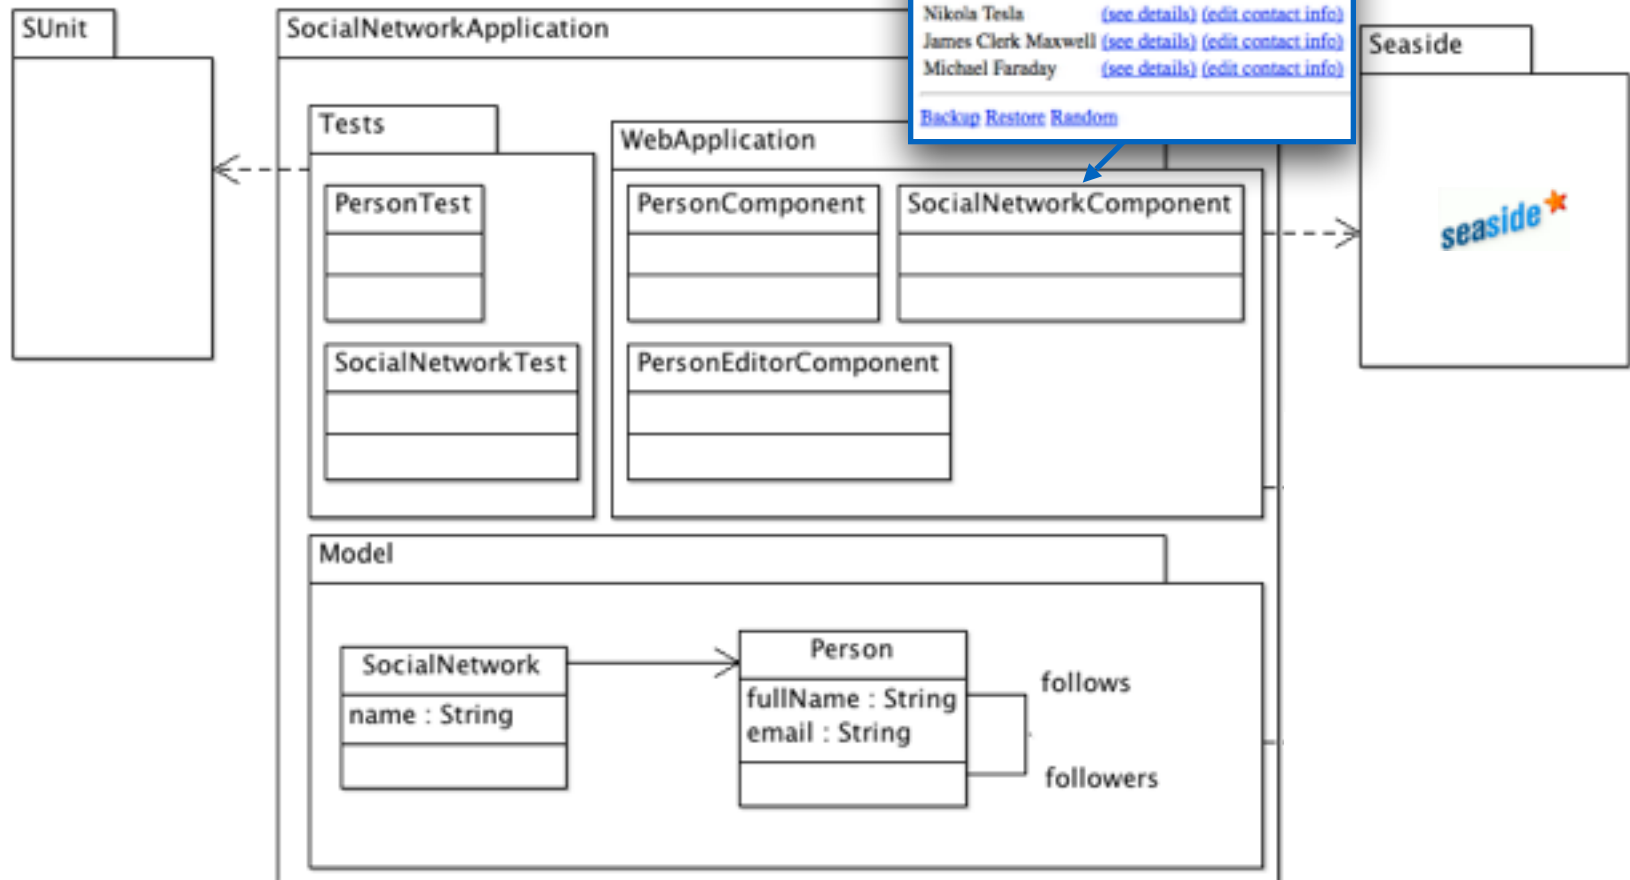 SUnit
SocialNetworkApplication
Nikola Tesla (see details) (edit contact info)
James Clerk Maxwell (see details) (edit contact info)
Michael Faraday (see details) (edit contact info)
Backup Restore Random
Seaside
seaside
Tests
PersonTest
SocialNetworkTest
WebApplication
PersonComponent
SocialNetworkComponent
PersonEditorComponent
Model
SocialNetwork
name : String
Person
fullName : String
email : String
follows
followers